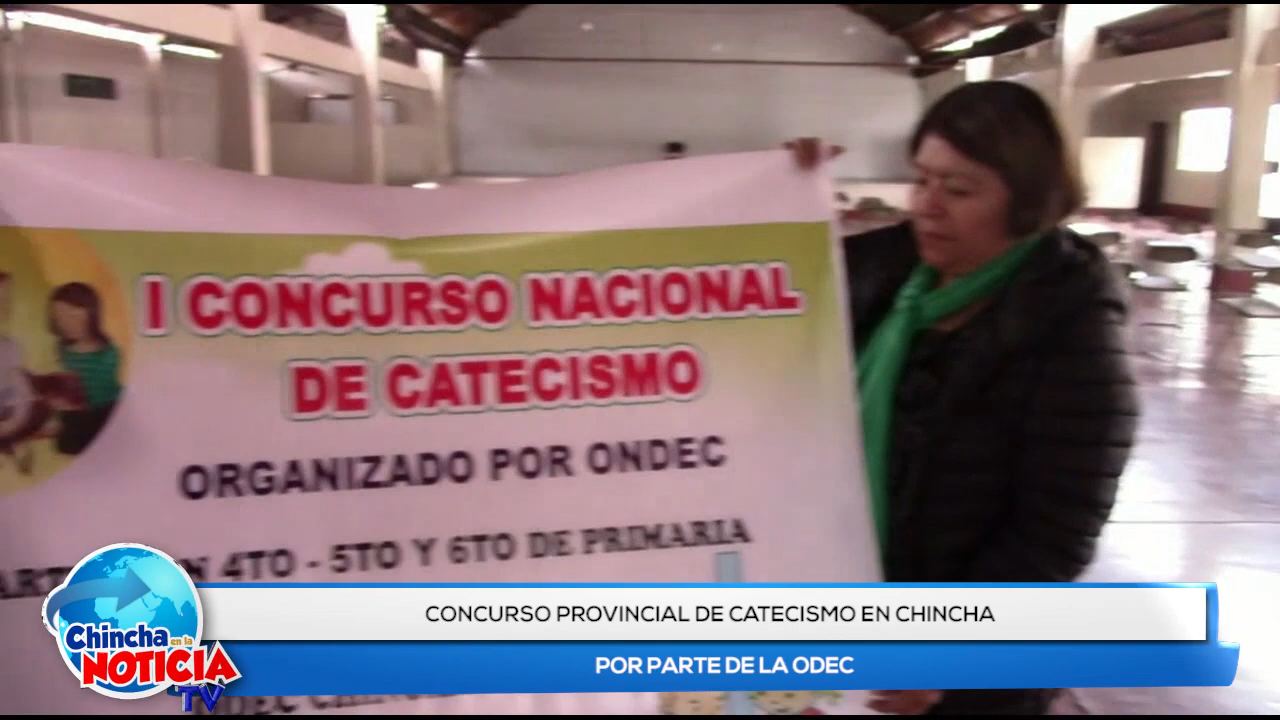 I CONCURSO NACIONAL
DE CATECISMO
ORGANIZADO POR ONDEC
4TO - 5TO Y 6TO DE PRIMARIA
CONCURSO PROVINCIAL DE CATECISMO EN CHINCHA
POR PARTE DE LA ODEC
Chincha en la
NOTICIA
TV